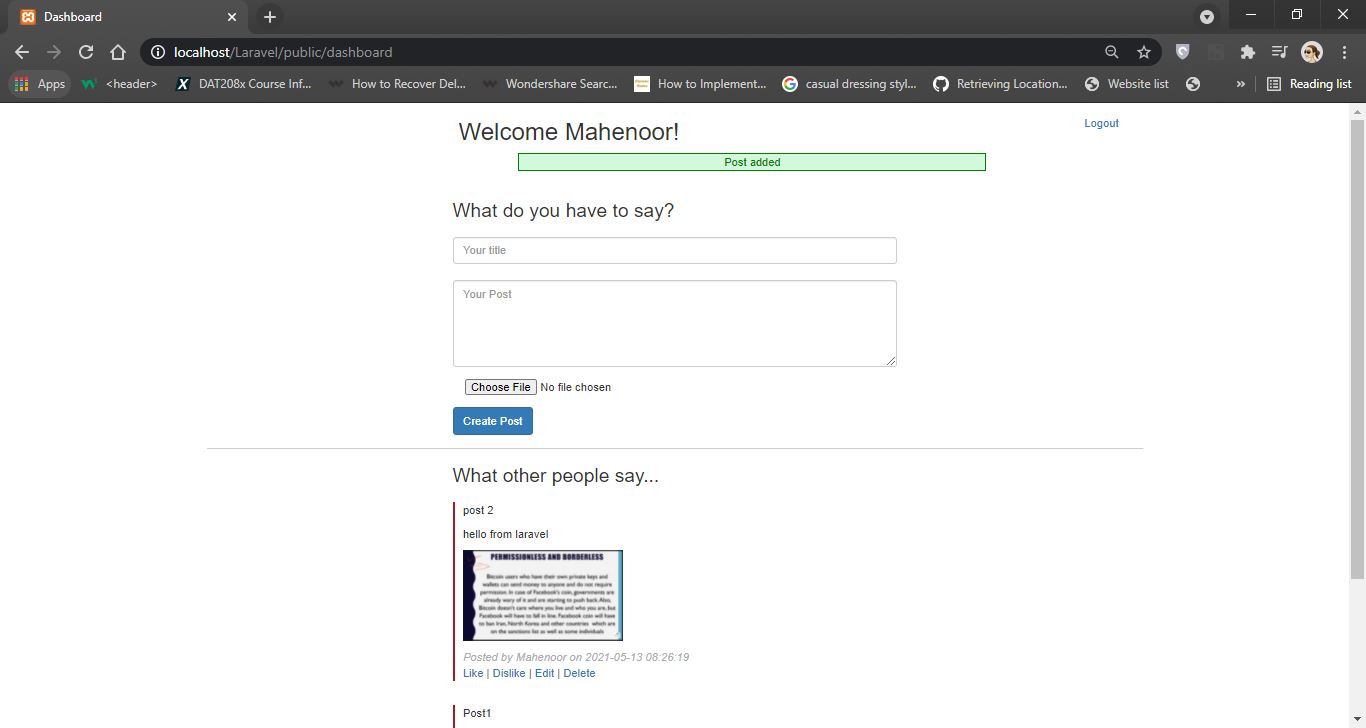 Dashboard
localhost/Laravel/public/dashboard
Apps
<header>
DAT208x Course Inf...
How to Recover Del...
Wondershare Searc...
How to Implement...
casual dressing styl...
Retrieving Location...
Website list
»
Reading list
Welcome Mahenoor!
Logout
Post added
What do you have to say?
Your title
Your Post
Choose File No file chosen
Create Post
What other people say...
post 2
hello from laravel
PERMISSIONLESS AND BORDERLESS
Bitcoin users who have their own private keys and
wallets can send money to anyone and do not require
permission. In case of Facebook's coin, governments are
already wary of it and are starting to push back. Also,
Bitcoin doesn't care where you live and who you are, but
Facebook will have to fall in line. Facebook coin will have
to ban Iran, North Korea and other countries which are
on the sanctions list as well as some individuals
Posted by Mahenoor on 2021-05-13 08:26:19
Like | Dislike | Edit | Delete
Post1